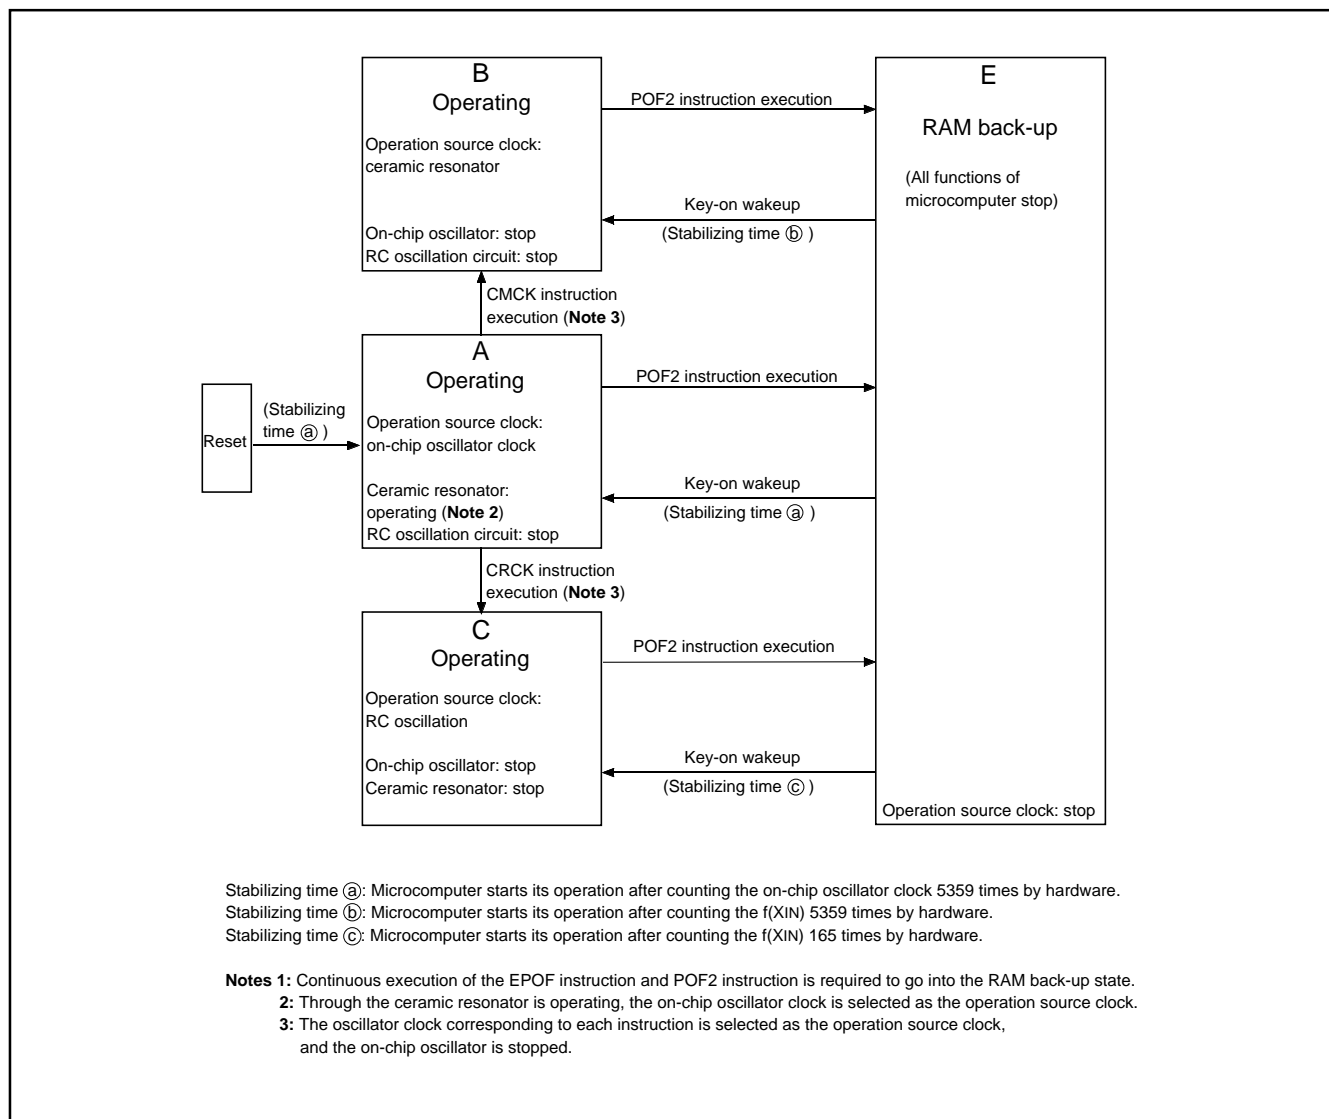 B
Operating
Operation source clock:
ceramic resonator
On-chip oscillator: stop
RC oscillation circuit: stop
POF2 instruction execution
Key-on wakeup
(Stabilizing time ⓑ )
E
RAM back-up
(All functions of
microcomputer stop)
CMCK instruction
execution (Note 3)
Reset
(Stabilizing
time ⓐ )
A
Operating
Operation source clock:
on-chip oscillator clock
Ceramic resonator:
operating (Note 2)
RC oscillation circuit: stop
POF2 instruction execution
Key-on wakeup
(Stabilizing time ⓐ )
CRCK instruction
execution (Note 3)
C
Operating
Operation source clock:
RC oscillation
On-chip oscillator: stop
Ceramic resonator: stop
POF2 instruction execution
Key-on wakeup
(Stabilizing time ⓒ )
Operation source clock: stop
Stabilizing time ⓐ: Microcomputer starts its operation after counting the on-chip oscillator clock 5359 times by hardware.
Stabilizing time ⓑ: Microcomputer starts its operation after counting the f(XIN) 5359 times by hardware.
Stabilizing time ⓒ: Microcomputer starts its operation after counting the f(XIN) 165 times by hardware.
Notes 1: Continuous execution of the EPOF instruction and POF2 instruction is required to go into the RAM back-up state.
2: Through the ceramic resonator is operating, the on-chip oscillator clock is selected as the operation source clock.
3: The oscillator clock corresponding to each instruction is selected as the operation source clock,
and the on-chip oscillator is stopped.